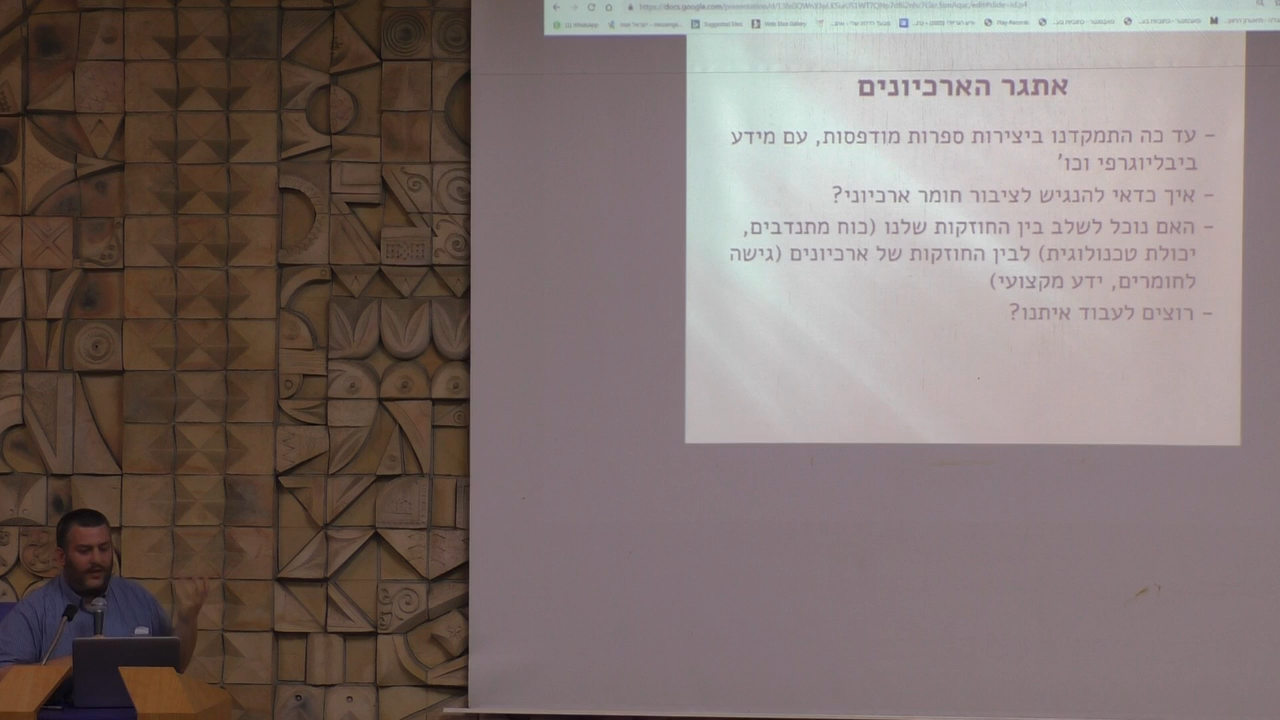 אתגר הארכיונים
- עד כה התמקדנו ביצירות ספרות מודפסות, עם מידע
ביבליוגרפי וכו'
- איך כדאי להנגיש לציבור חומר ארכיוני?
- האם נוכל לשלב בין החוזקות שלנו (כוח מתנדבים,
יכולת טכנולוגית) לבין החוזקות של ארכיונים (גישה
לחומרים, ידע מקצועי)
- רוצים לעבוד איתנו?